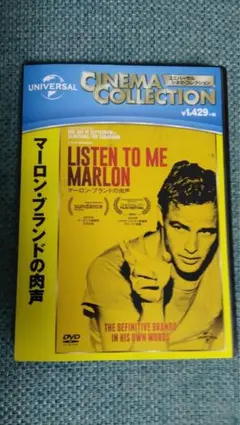 UNIVERSAL
CINEMA
COLLECTION
ユニバーサル
シネマ・コレクション
¥1,429+税
マーロン・ブランドの肉声
LISTEN TO ME
MARLON
マーロン・ブランドの肉声
sundance
DVD
THE DEFINITIVE BRANDO
IN HIS OWN WORDS